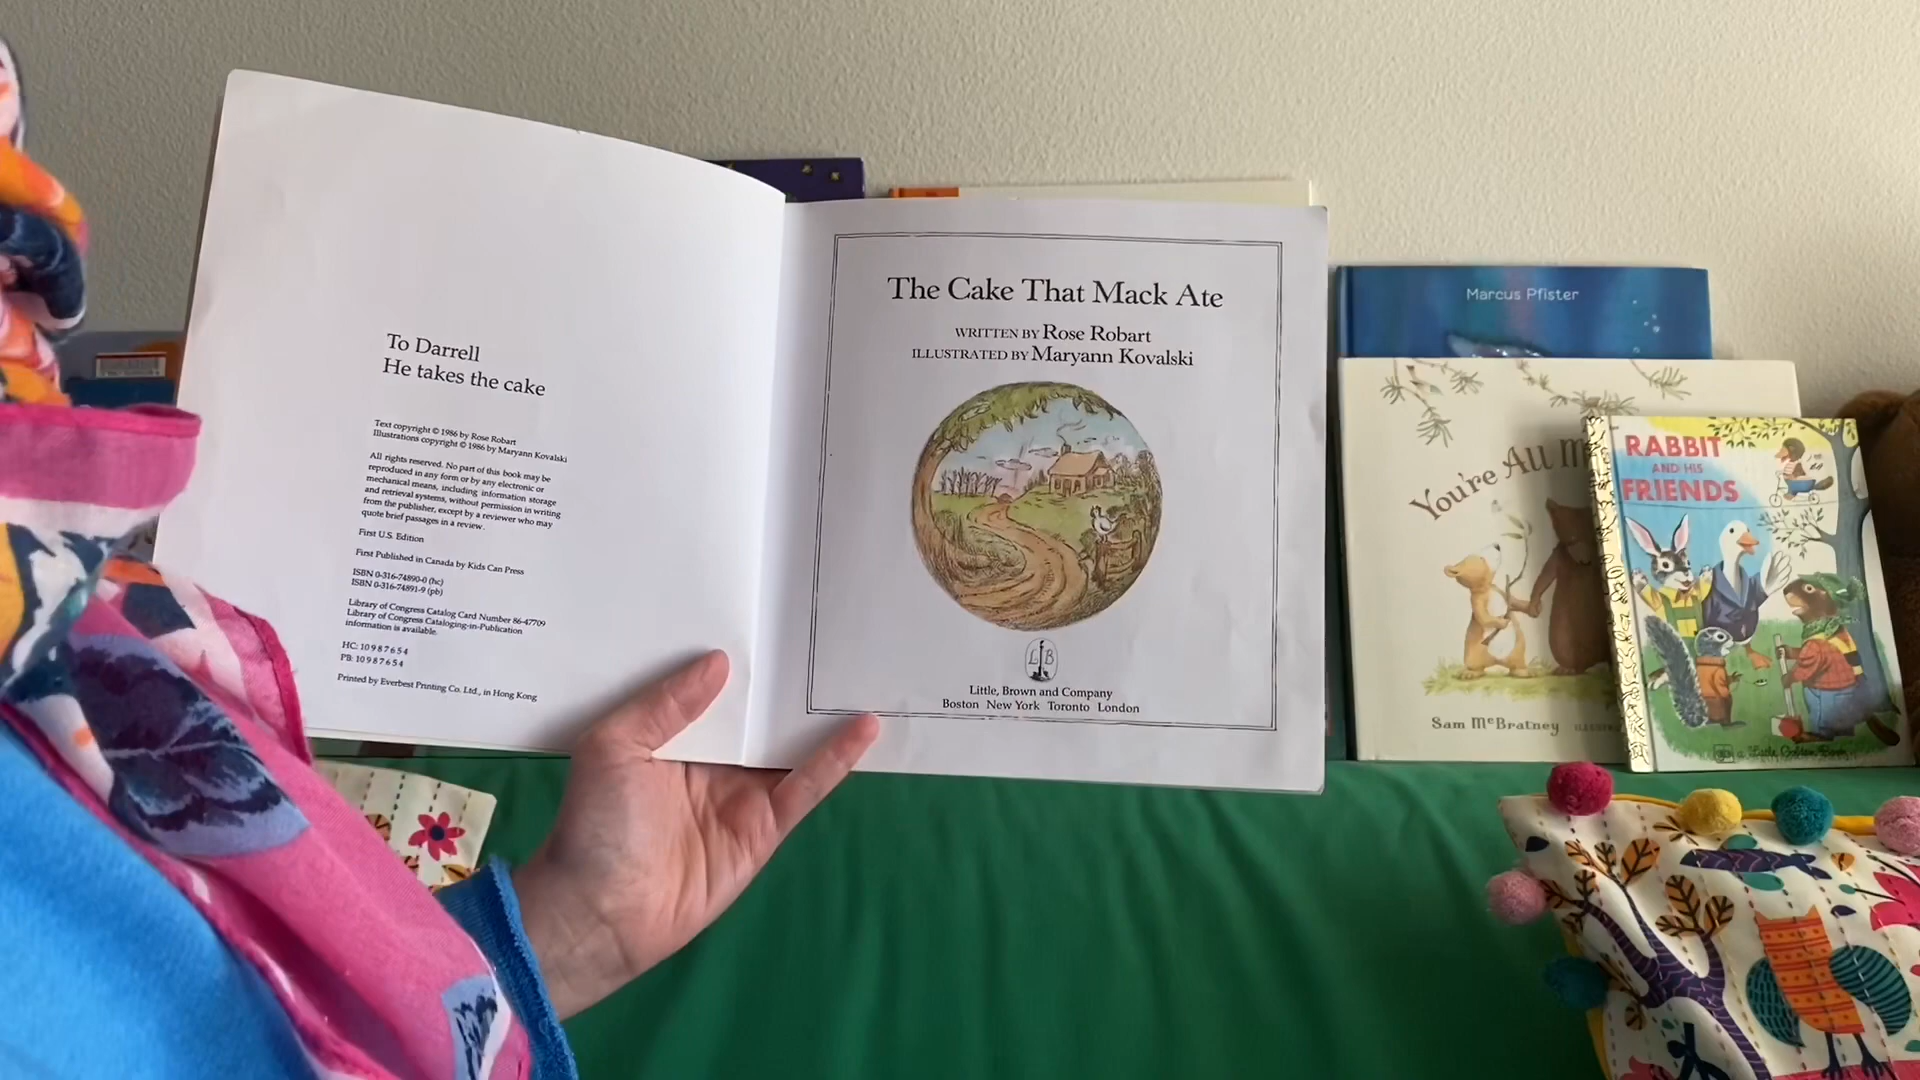 To Darrell
He takes the cake
Text copyright © 1986 by Rose Robart
Illustrations copyright © 1986 by Maryann Kovalski
All rights reserved. No part of this book may be
reproduced in any form or by any electronic or
mechanical means, including information storage
and retrieval systems, without permission in writing
from the publisher, except by a reviewer who may
quote brief passages in a review.
First U.S. Edition
First Published in Canada by Kids Can Press
ISBN 0-316-74890-0 (hc)
ISBN 0-316-74891-9 (pb)
Library of Congress Catalog Card Number 86-47709
Library of Congress Cataloging-in-Publication
information is available.
HC: 10 9 8 7 6 5 4
PB: 10 9 8 7 6 5 4
Printed by Everbest Printing Co. Ltd., in Hong Kong
The Cake That Mack Ate
WRITTEN BY Rose Robart
ILLUSTRATED BY Maryann Kovalski
L B
Little, Brown and Company
Boston New York Toronto London
Marcus Pfister
You're All M
Sam McBratney
RABBIT
AND HIS
FRIENDS
a Little Golden Book